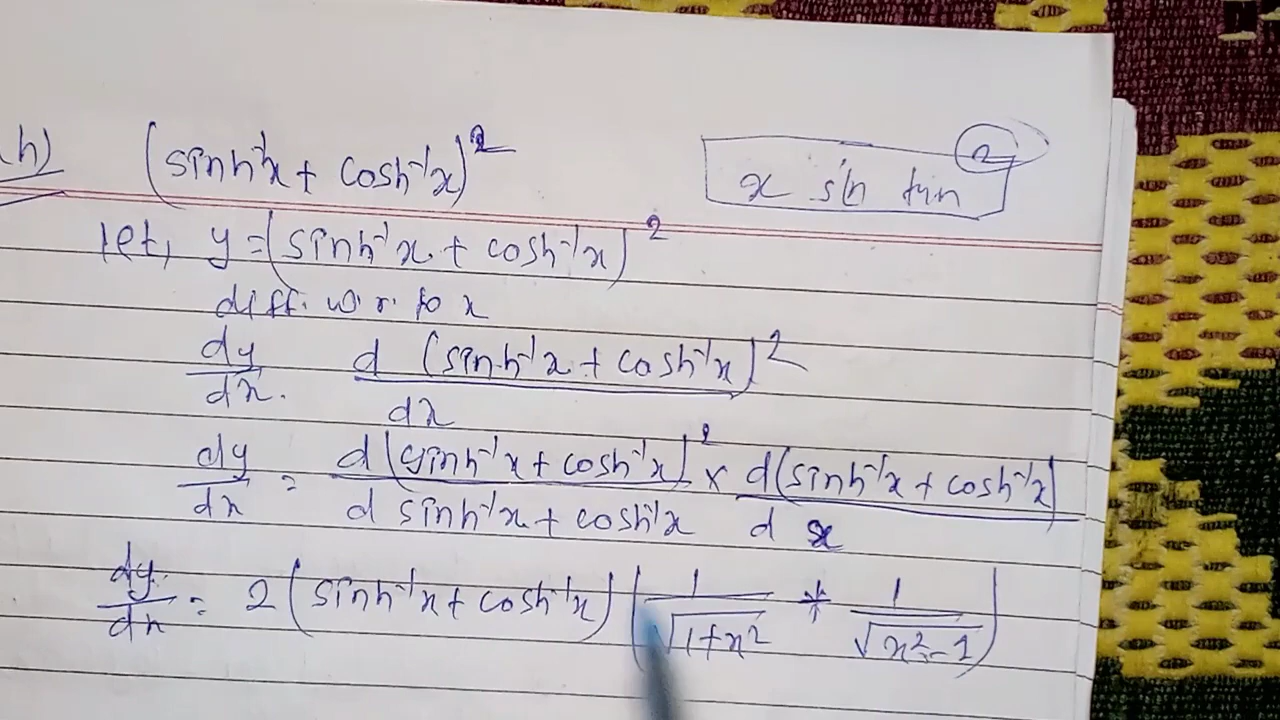 h) (sinh⁻¹x + cosh⁻¹x)²
x sin tan
let, y = (sinh⁻¹x + cosh⁻¹x)²
diff. w. r. to x
dy/dx. d (sinh⁻¹x + cosh⁻¹x)²/dx
dy/dx = d(sinh⁻¹x + cosh⁻¹x)²/d sinh⁻¹x + cosh⁻¹x × d(sinh⁻¹x + cosh⁻¹x)/d x
dy/dx = 2 (sinh⁻¹x + cosh⁻¹x) (1/√1+x² + 1/√x²-1)